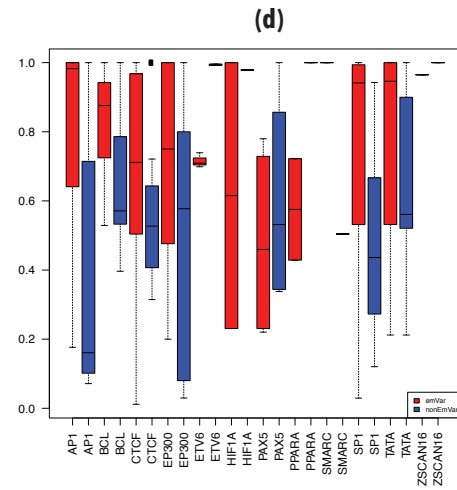 (d)
1.0
0.8
0.6
0.4
0.2
0.0
emVar
nonEmVar
AP1
AP1
BCL
BCL
CTCF
CTCF
EP300
EP300
ETV6
ETV6
HIF1A
HIF1A
PAX5
PAX5
PPARA
PPARA
SMARC
SMARC
SP1
SP1
TATA
TATA
ZSCAN16
ZSCAN16